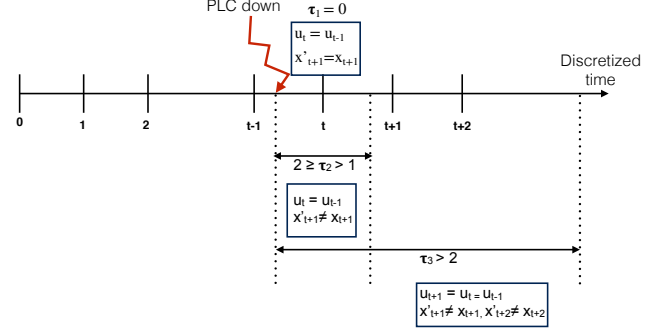 PLC down
τ₁ = 0
uₜ = uₜ₋₁
x'ₜ₊₁=xₜ₊₁
Discretized
time
0 1 2 t-1 t t+1 t+2
2 ≥ τ₂ > 1
uₜ = uₜ₋₁
x'ₜ₊₁≠ xₜ₊₁
τ₃ > 2
uₜ₊₁ = uₜ = uₜ₋₁
x'ₜ₊₁≠ xₜ₊₁, x'ₜ₊₂≠ xₜ₊₂